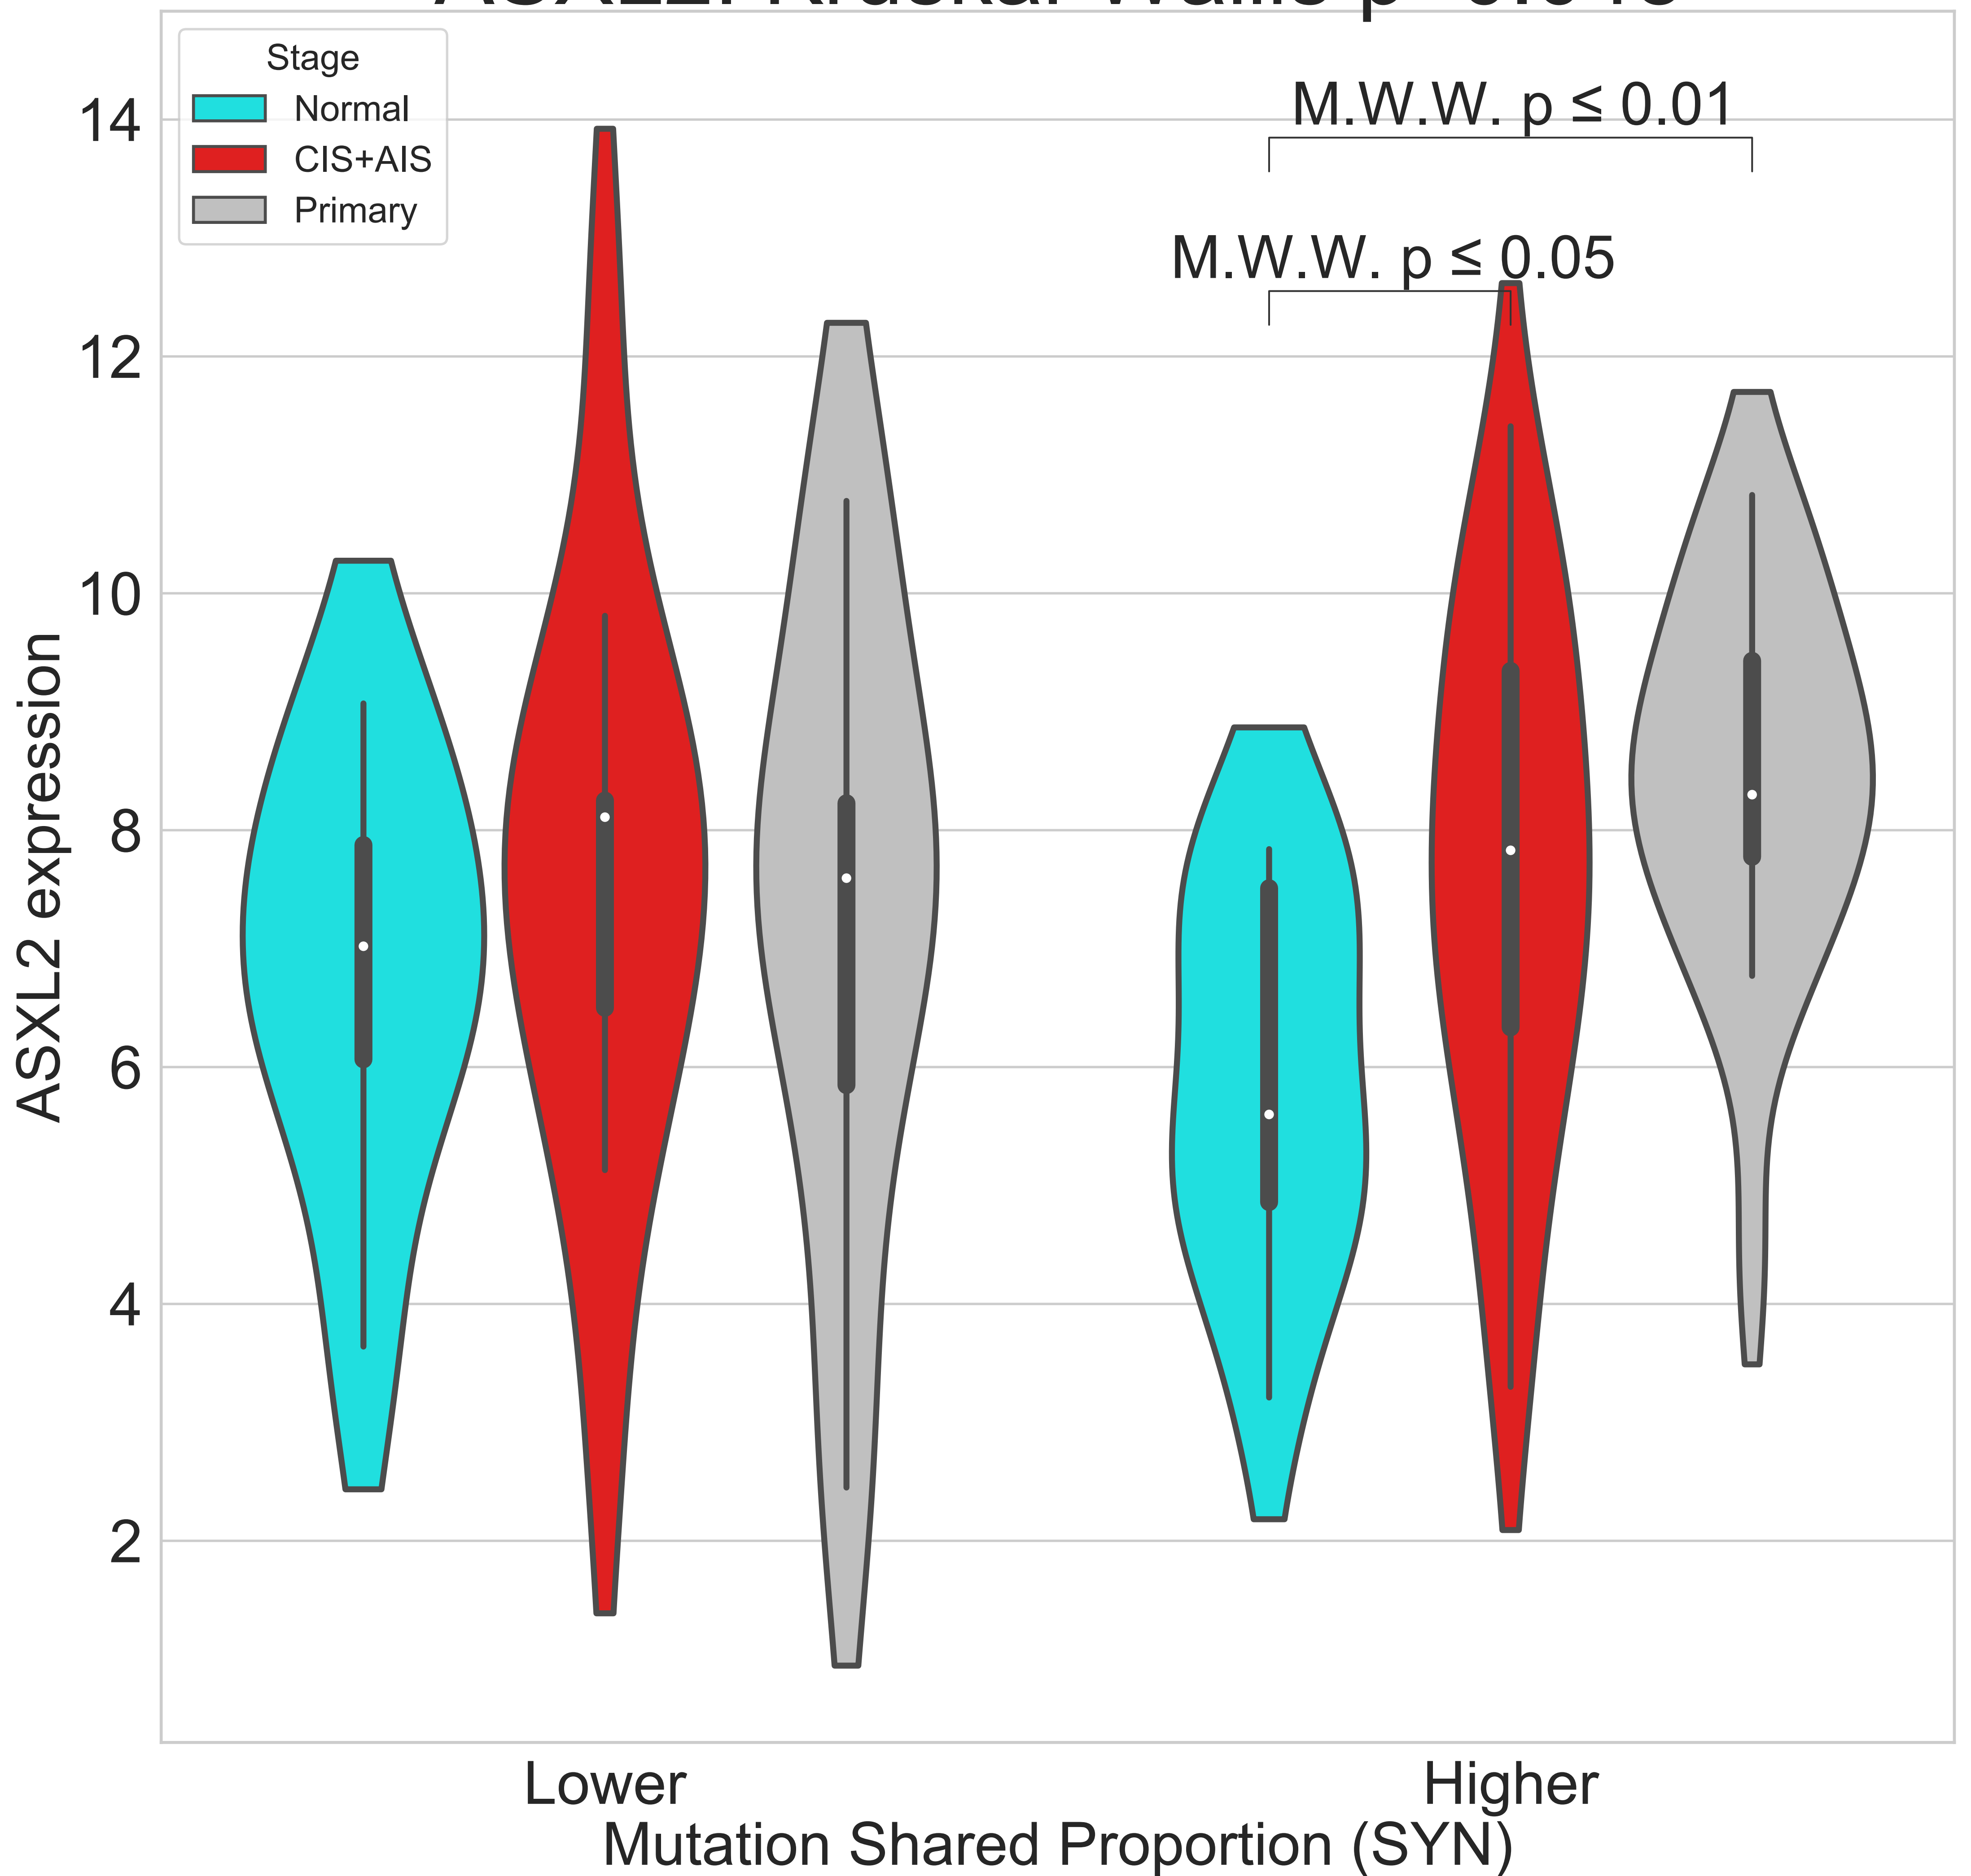 Stage
Normal
CIS+AIS
Primary
M.W.W. p ≤ 0.01
M.W.W. p ≤ 0.05
14
12
10
8
6
4
2
ASXL2 expression
Lower
Higher
Mutation Shared Proportion (SYN)